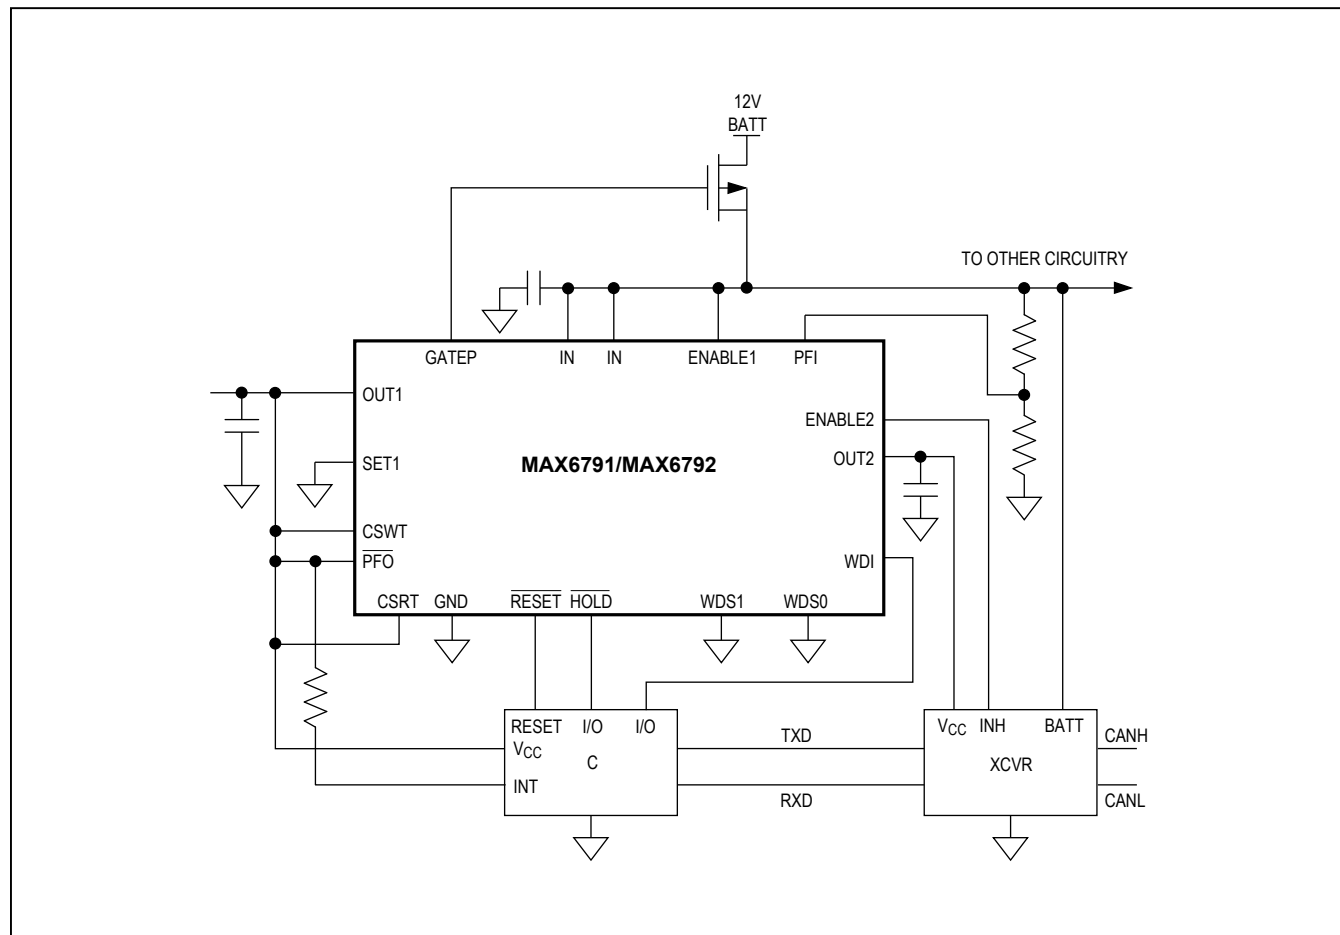 12V
BATT
TO OTHER CIRCUITRY
GATEP IN IN ENABLE1 PFI
OUT1
ENABLE2
OUT2
SET1
MAX6791/MAX6792
CSWT
PFO
WDI
CSRT GND RESET HOLD WDS1 WDS0
RESET I/O I/O
VCC
C
INT
TXD
RXD
VCC INH BATT
XCVR
CANH
CANL